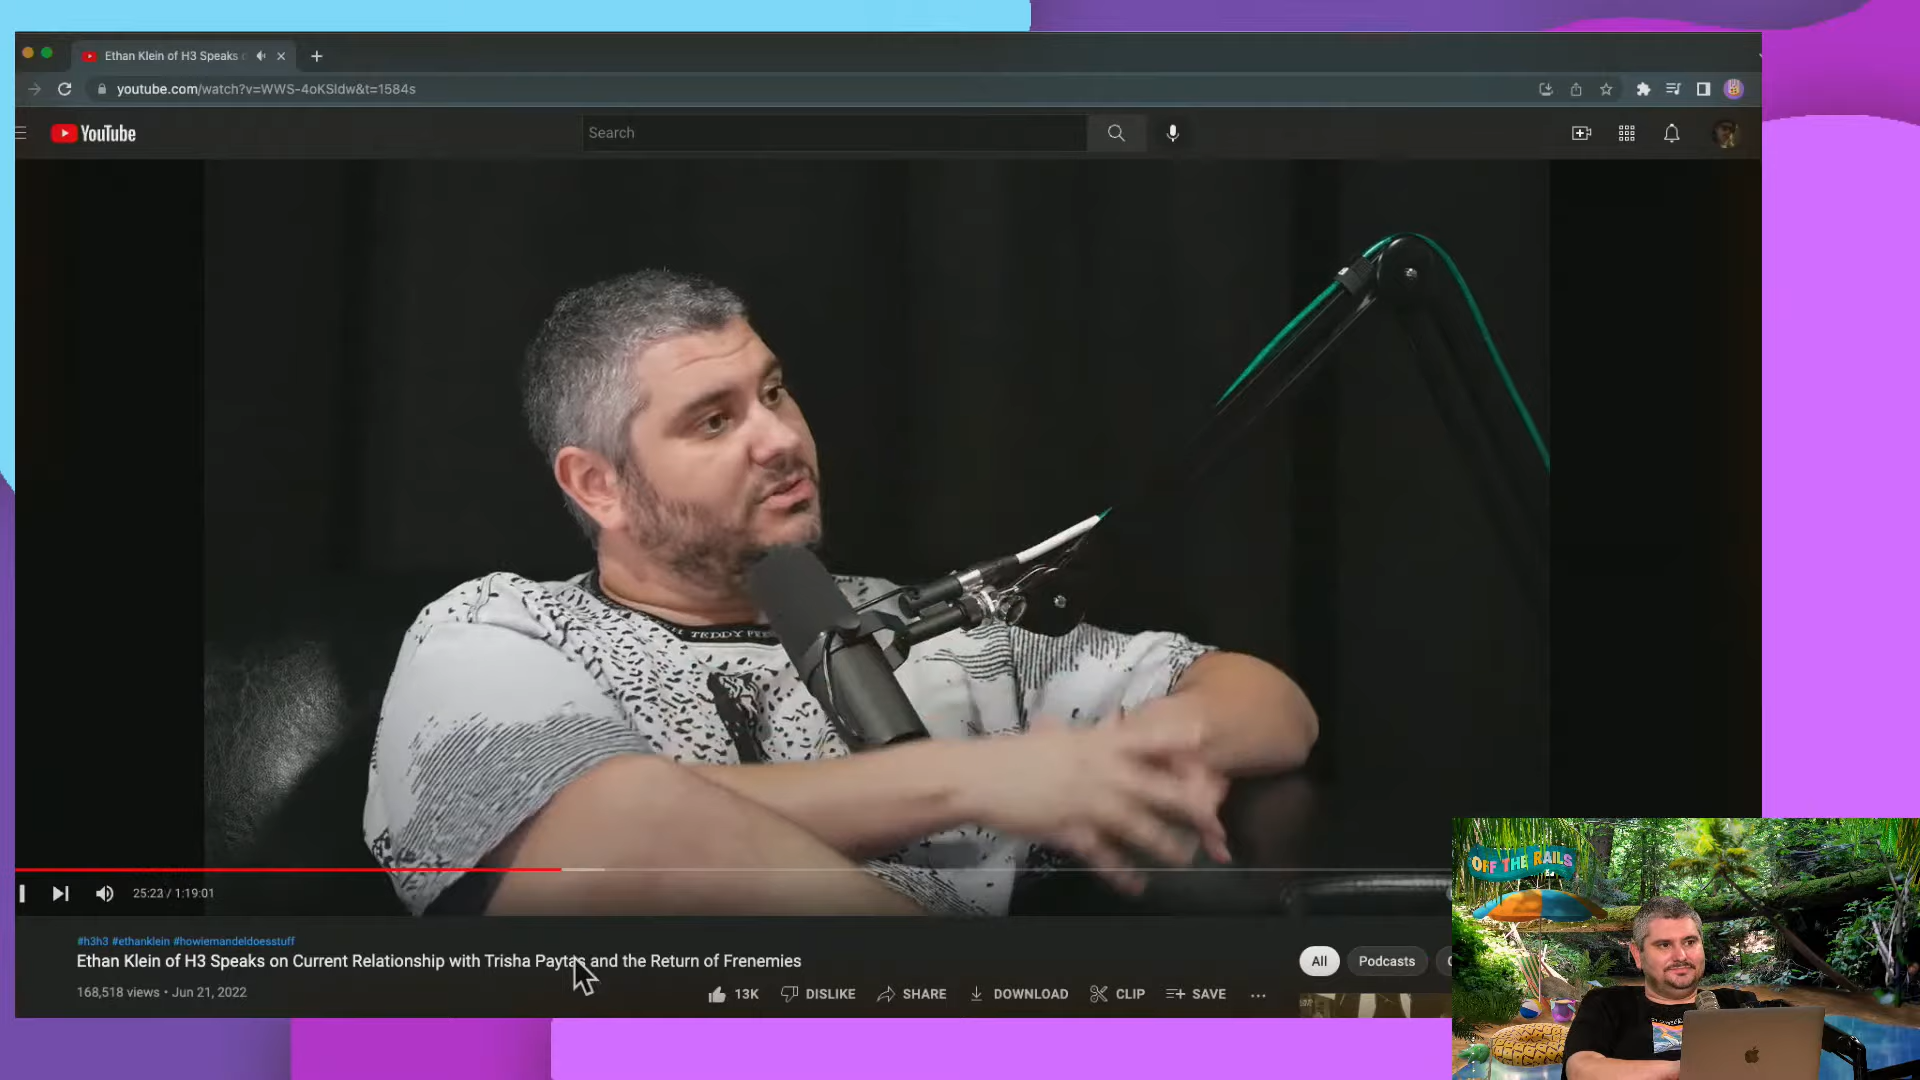 Ethan Klein of H3 Speaks
youtube.com/watch?v=WWS-4oKSldw&t=1584s
YouTube
Search
TEDDY
25:23 / 1:19:01
OFF THE RAILS
#h3h3 #ethanklein #howiemandeldoesstuff
Ethan Klein of H3 Speaks on Current Relationship with Trisha Paytas and the Return of Frenemies
All
Podcasts
168,518 views • Jun 21, 2022
13K
DISLIKE
SHARE
DOWNLOAD
CLIP
SAVE